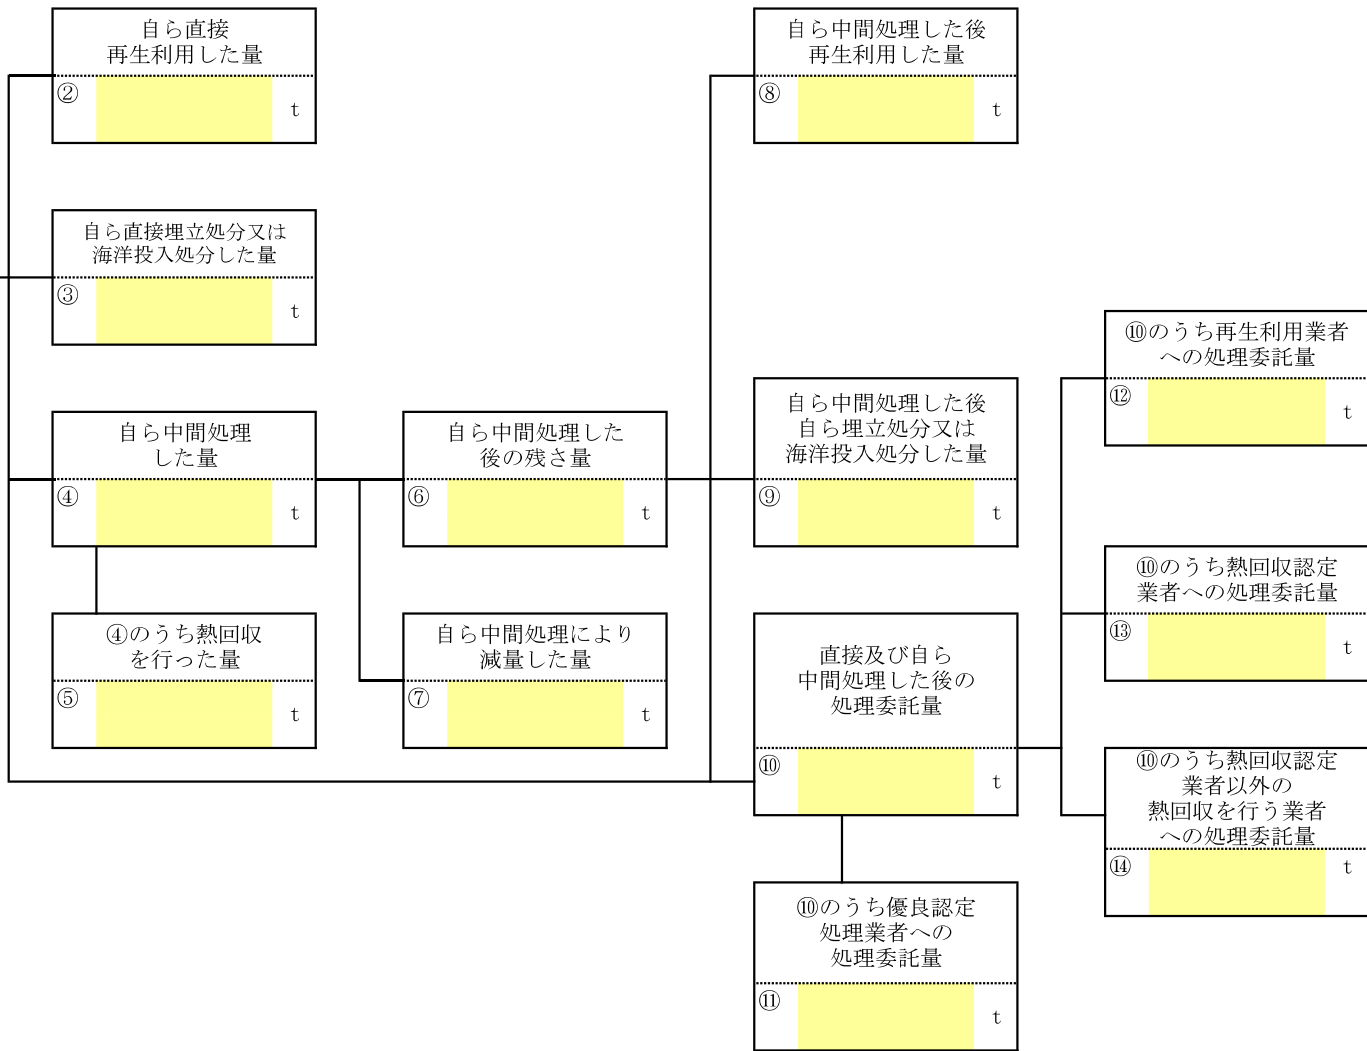 自ら直接
再生利用した量
②
t
自ら直接埋立処分又は
海洋投入処分した量
③
t
自ら中間処理
した量
④
t
④のうち熱回収
を行った量
⑤
t
自ら中間処理した
後の残さ量
⑥
t
自ら中間処理により
減量した量
⑦
t
自ら中間処理した後
再生利用した量
⑧
t
自ら中間処理した後
自ら埋立処分又は
海洋投入処分した量
⑨
t
直接及び自ら
中間処理した後の
処理委託量
⑩
t
⑩のうち優良認定
処理業者への
処理委託量
⑪
t
⑩のうち再生利用業者
への処理委託量
⑫
t
⑩のうち熱回収認定
業者への処理委託量
⑬
t
⑩のうち熱回収認定
業者以外の
熱回収を行う業者
への処理委託量
⑭
t